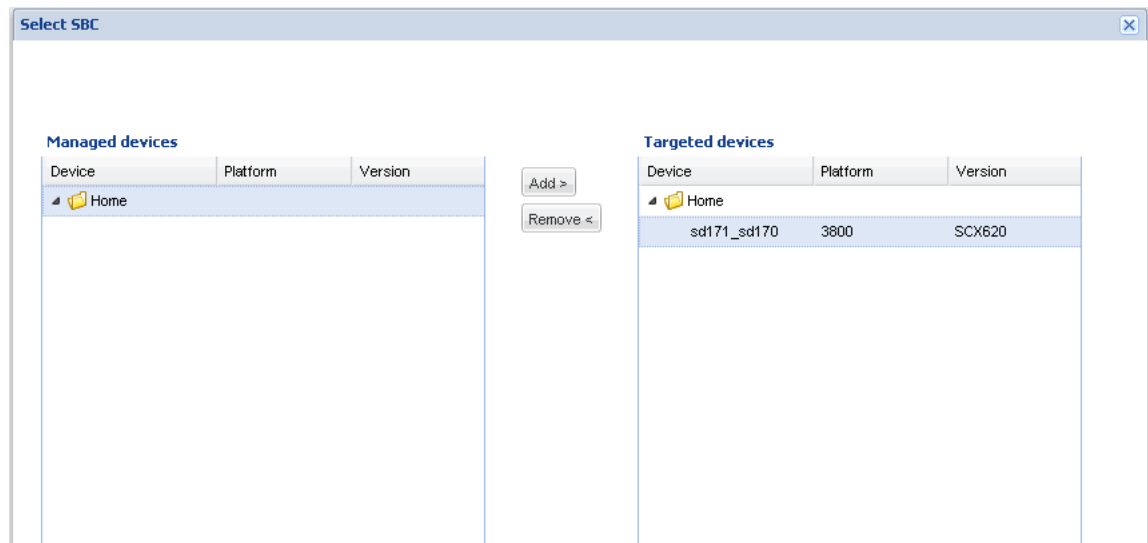 Select SBC
Managed devices
Device Platform Version
Home
Add >
Remove <
Targeted devices
Device Platform Version
Home
sd171_sd170 3800 SCX620